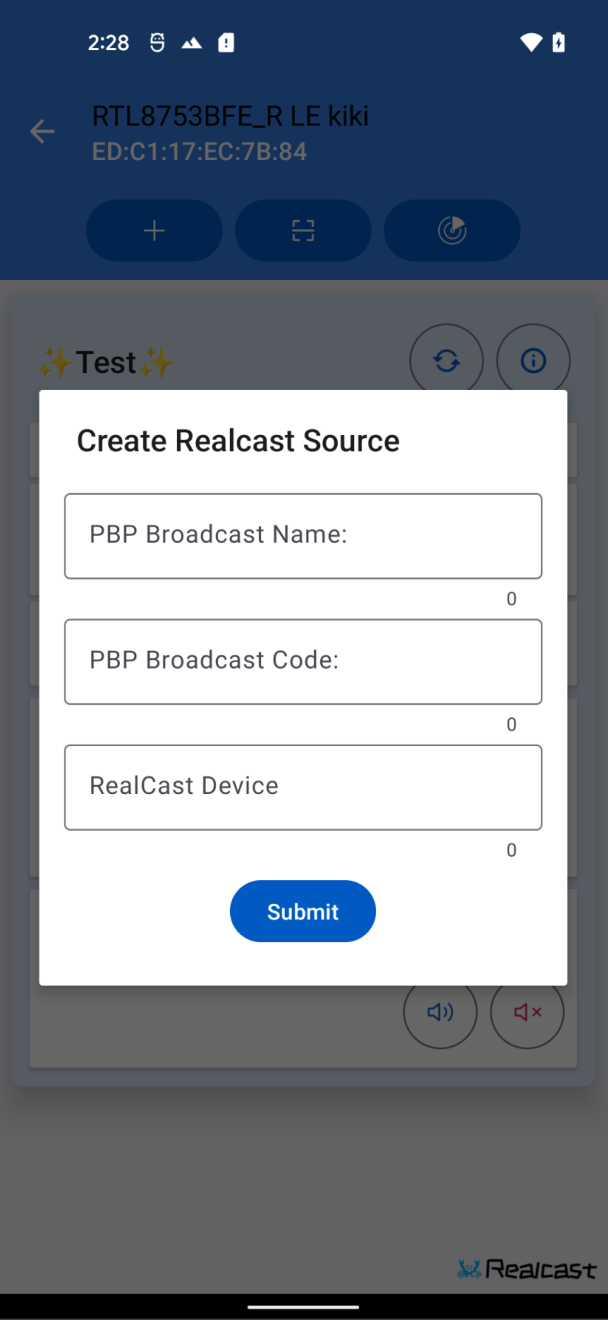 2:28
RTL8753BFE_R LE kiki
ED:C1:17:EC:7B:84
✨Test✨
Create Realcast Source
PBP Broadcast Name:
0
PBP Broadcast Code:
0
RealCast Device
0
Submit
Realcast